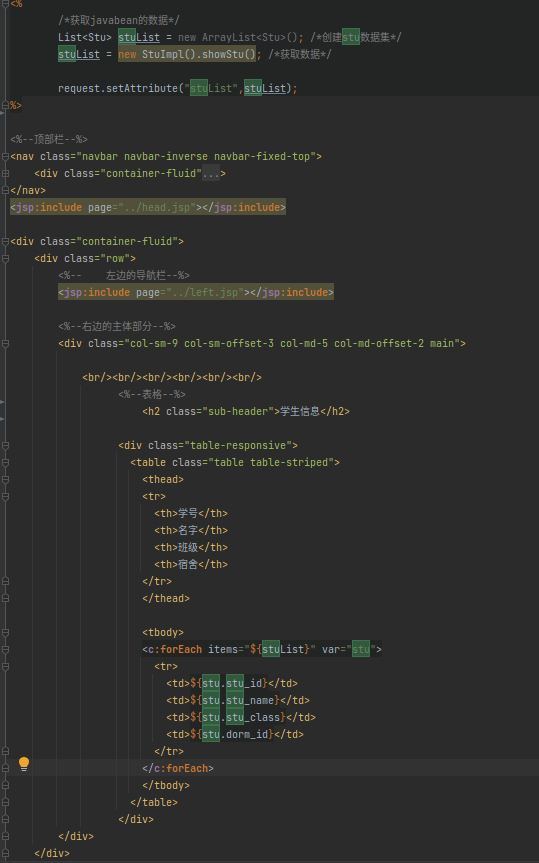 <%
/*获取javabean的数据*/
List<Stu> stuList = new ArrayList<Stu>(); /*创建stu数据集*/
stuList = new StuImpl().showStu(); /*获取数据*/
request.setAttribute("stuList",stuList);
%>
<%--顶部栏--%>
<nav class="navbar navbar-inverse navbar-fixed-top">
<div class="container-fluid"...>
</nav>
<jsp:include page="../head.jsp"></jsp:include>
<div class="container-fluid">
<div class="row">
<%-- 左边的导航栏--%>
<jsp:include page="../left.jsp"></jsp:include>
<%--右边的主体部分--%>
<div class="col-sm-9 col-sm-offset-3 col-md-5 col-md-offset-2 main">
<br/><br/><br/><br/><br/><br/>
<%--表格--%>
<h2 class="sub-header">学生信息</h2>
<div class="table-responsive">
<table class="table table-striped">
<thead>
<tr>
<th>学号</th>
<th>名字</th>
<th>班级</th>
<th>宿舍</th>
</tr>
</thead>
<tbody>
<c:forEach items="${stuList}" var="stu">
<tr>
<td>${stu.stu_id}</td>
<td>${stu.stu_name}</td>
<td>${stu.stu_class}</td>
<td>${stu.dorm_id}</td>
</tr>
</c:forEach>
</tbody>
</table>
</div>
</div>
</div>